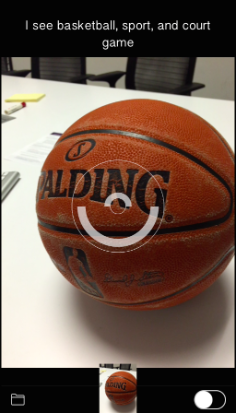 I see basketball, sport, and court
game
SPALDING